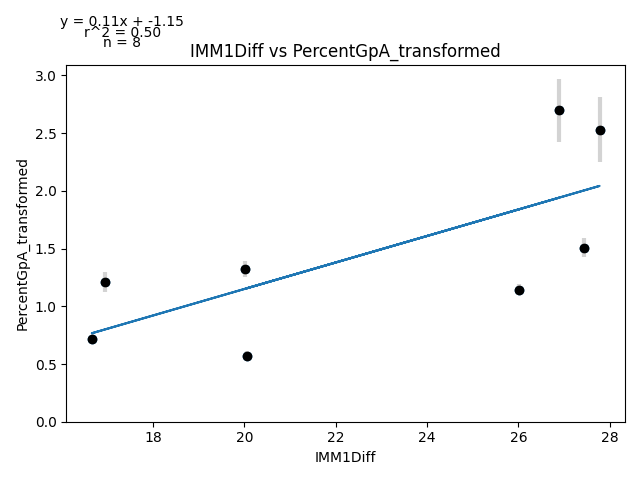 y = 0.11x + -1.15
r^2 = 0.50
n = 8
IMM1Diff vs PercentGpA_transformed
3.0
2.5
2.0
1.5
1.0
0.5
0.0
PercentGpA_transformed
18 20 22 24 26 28
IMM1Diff